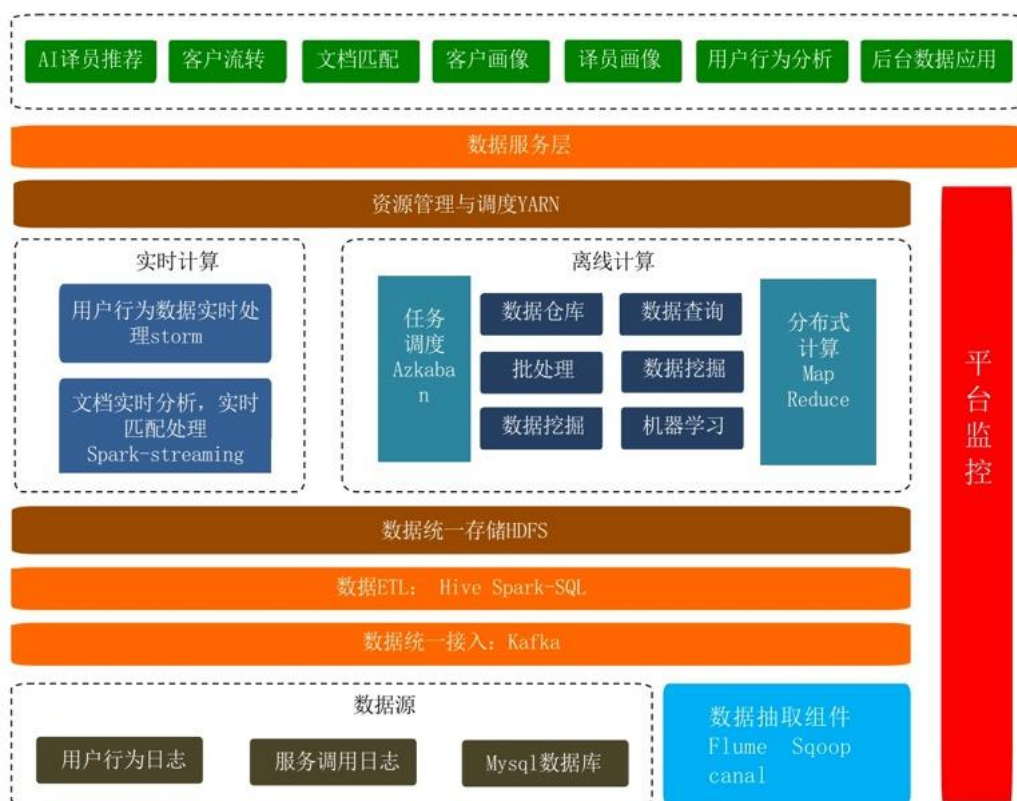 AI译员推荐
客户流转
文档匹配
客户画像
译员画像
用户行为分析
后台数据应用
数据服务层
资源管理与调度YARN
实时计算
用户行为数据实时处
理storm
文档实时分析，实时
匹配处理
Spark-streaming
离线计算
任务
调度
Azkaba
n
数据仓库
数据查询
批处理
数据挖掘
数据挖掘
机器学习
分布式
计算
Map
Reduce
平
台
监
控
数据统一存储HDFS
数据ETL： Hive Spark-SQL
数据统一接入：Kafka
数据源
用户行为日志
服务调用日志
Mysql数据库
数据抽取组件
Flume Sqoop
canal